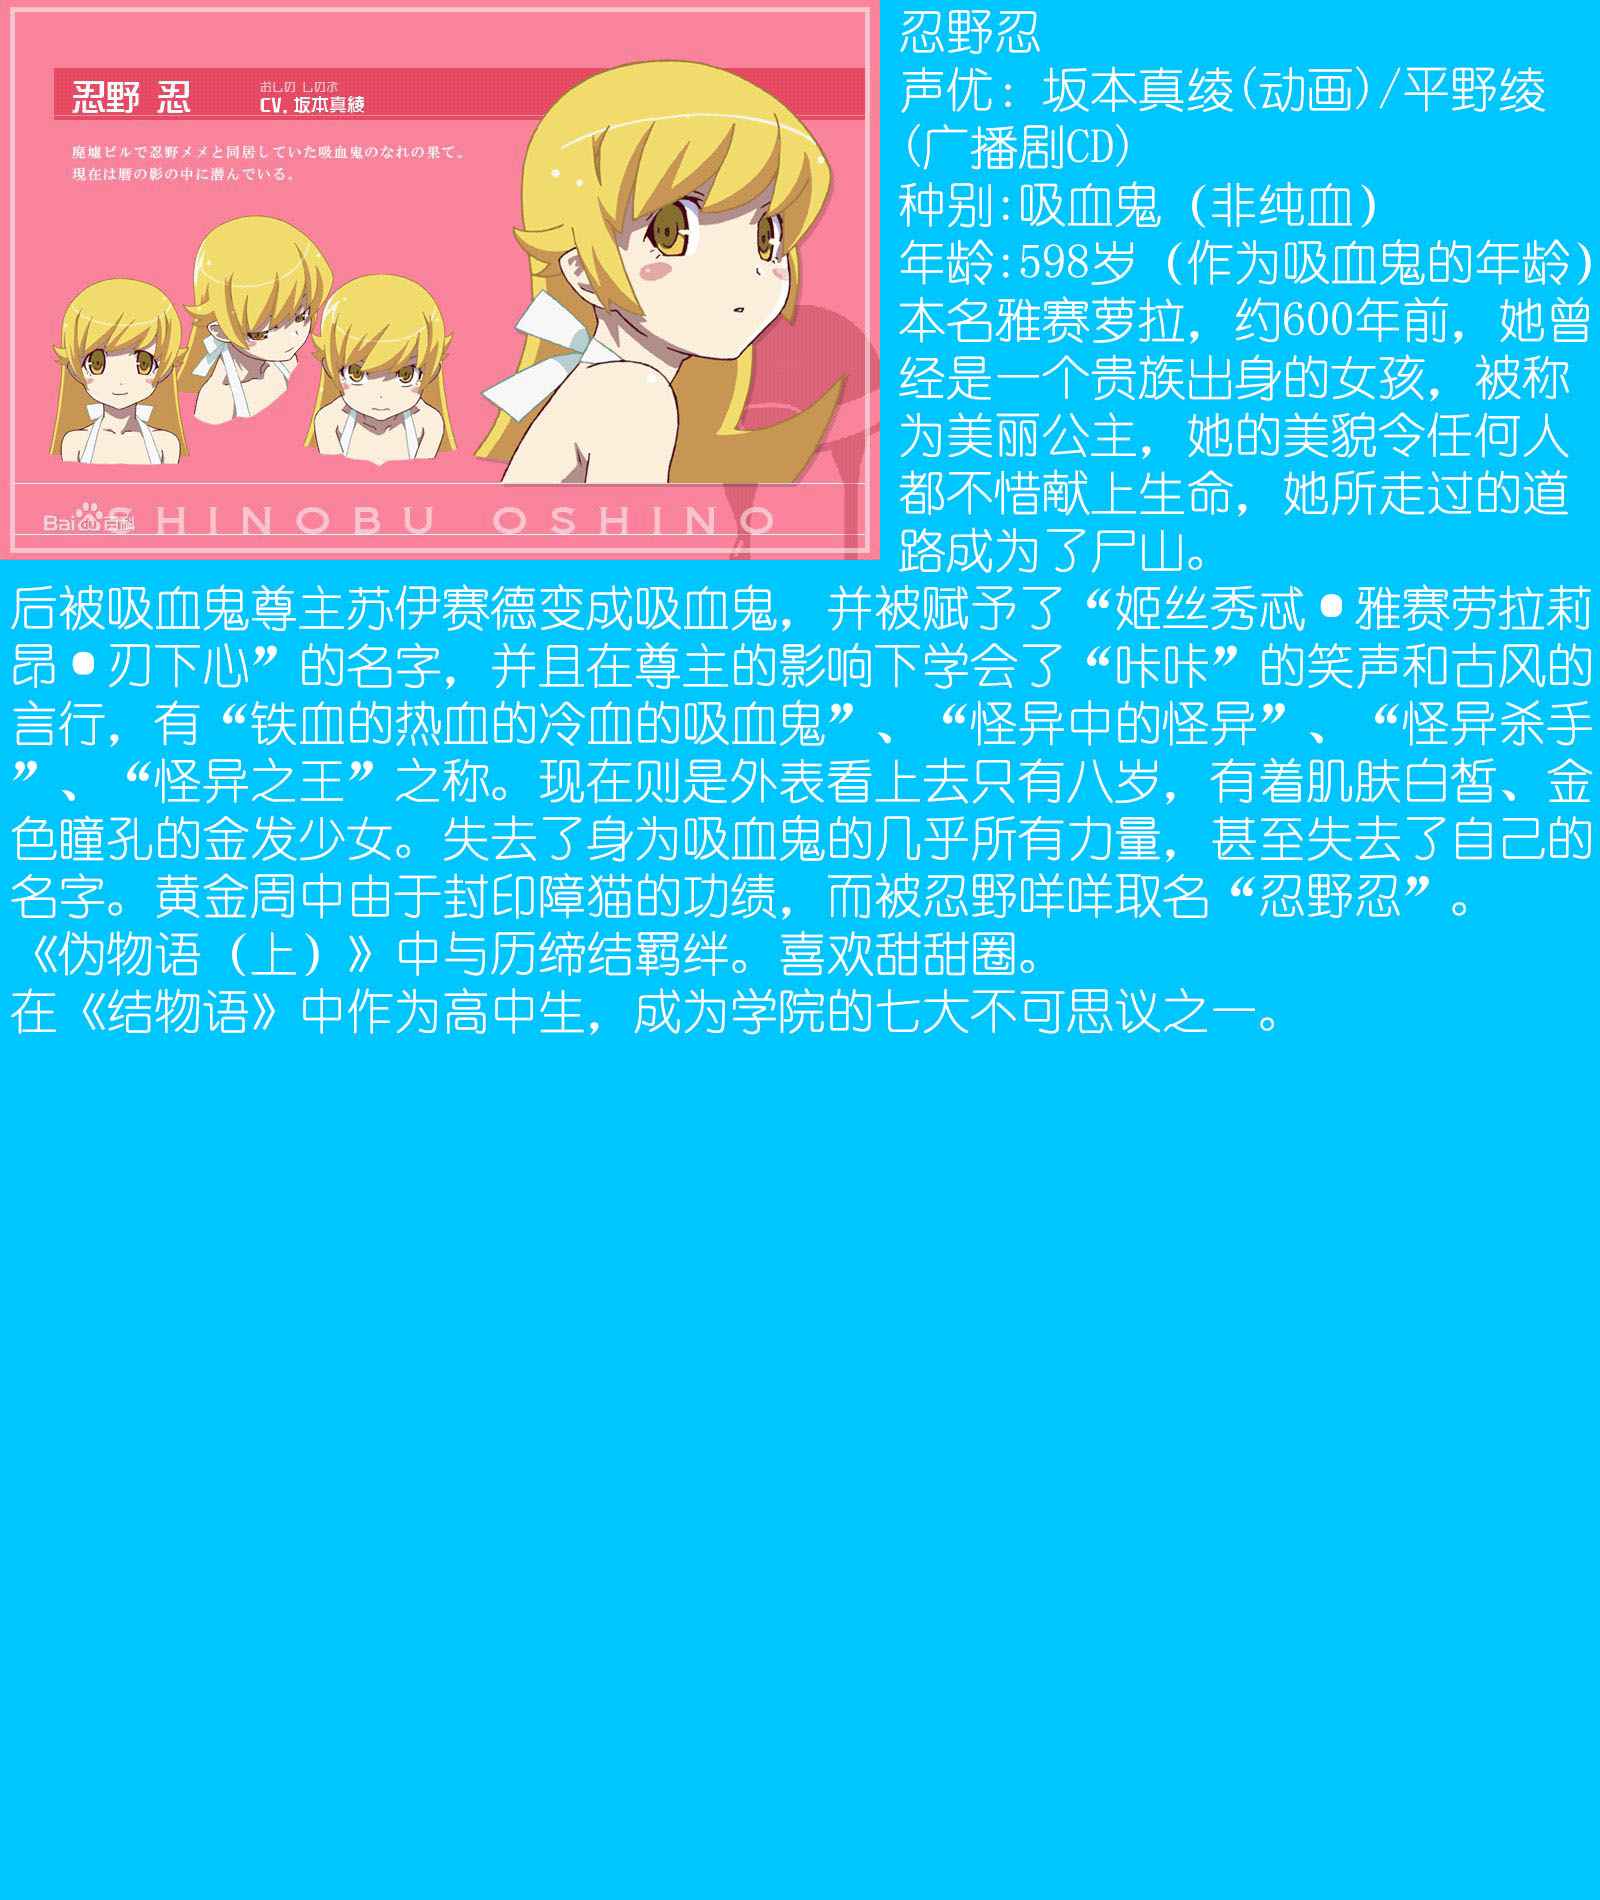 忍野 忍
おしの しのぶ
CV.坂本真綾
廃墟ビルで忍野メメと同居していた吸血鬼のなれの果て。
現在は暦の影の中に潜んでいる。
Baidu百科
SHINOBU OSHINO
忍野忍
声优: 坂本真绫(动画)/平野绫
(广播剧CD)
种别:吸血鬼（非纯血）
年龄:598岁（作为吸血鬼的年龄）
本名雅赛萝拉，约600年前，她曾
经是一个贵族出身的女孩，被称
为美丽公主，她的美貌令任何人
都不惜献上生命，她所走过的道
路成为了尸山。
后被吸血鬼尊主苏伊赛德变成吸血鬼，并被赋予了“姬丝秀忒•雅赛劳拉莉
昂•刃下心”的名字，并且在尊主的影响下学会了“咔咔”的笑声和古风的
言行，有“铁血的热血的冷血的吸血鬼”、“怪异中的怪异”、“怪异杀手
”、“怪异之王”之称。现在则是外表看上去只有八岁，有着肌肤白皙、金
色瞳孔的金发少女。失去了身为吸血鬼的几乎所有力量，甚至失去了自己的
名字。黄金周中由于封印障猫的功绩，而被忍野咩咩取名“忍野忍”。
《伪物语（上）》中与历缔结羁绊。喜欢甜甜圈。
在《结物语》中作为高中生，成为学院的七大不可思议之一。